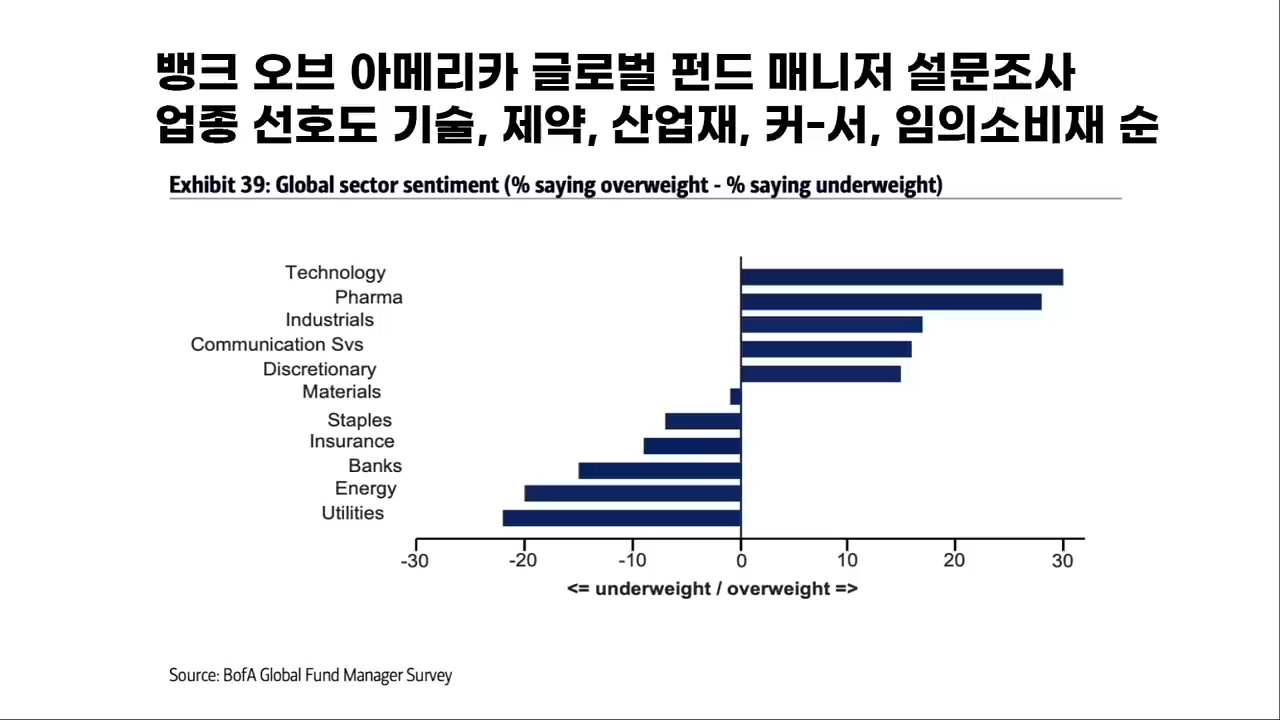 뱅크 오브 아메리카 글로벌 펀드 매니저 설문조사
업종 선호도 기술, 제약, 산업재, 커-서, 임의소비재 순
Exhibit 39: Global sector sentiment (% saying overweight - % saying underweight)
Technology
Pharma
Industrials
Communication Svs
Discretionary
Materials
Staples
Insurance
Banks
Energy
Utilities
-30 -20 -10 0 10 20 30
<= underweight / overweight =>
Source: BofA Global Fund Manager Survey